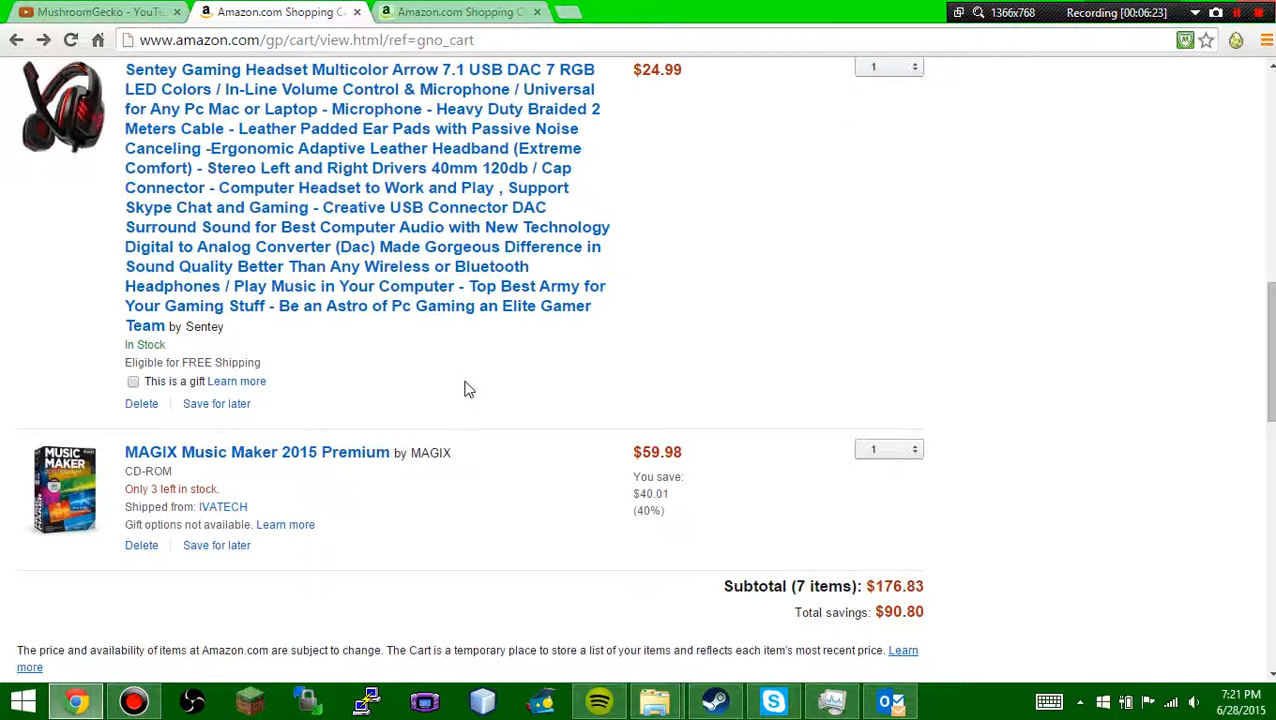 MushroomGecko - YouTu
Amazon.com Shopping C
Amazon.com Shopping C
1366x768
Recording [00:06:23]
www.amazon.com/gp/cart/view.html/ref=gno_cart
Sentey Gaming Headset Multicolor Arrow 7.1 USB DAC 7 RGB
$24.99
1
LED Colors / In-Line Volume Control & Microphone / Universal
for Any Pc Mac or Laptop - Microphone - Heavy Duty Braided 2
Meters Cable - Leather Padded Ear Pads with Passive Noise
Canceling -Ergonomic Adaptive Leather Headband (Extreme
Comfort) - Stereo Left and Right Drivers 40mm 120db / Cap
Connector - Computer Headset to Work and Play , Support
Skype Chat and Gaming - Creative USB Connector DAC
Surround Sound for Best Computer Audio with New Technology
Digital to Analog Converter (Dac) Made Gorgeous Difference in
Sound Quality Better Than Any Wireless or Bluetooth
Headphones / Play Music in Your Computer - Top Best Army for
Your Gaming Stuff - Be an Astro of Pc Gaming an Elite Gamer
Team by Sentey
In Stock
Eligible for FREE Shipping
This is a gift Learn more
Delete
Save for later
MUSIC MAKER
MAGIX Music Maker 2015 Premium by MAGIX
$59.98
1
CD-ROM
You save:
Only 3 left in stock.
$40.01
Shipped from: IVATECH
(40%)
Gift options not available. Learn more
Delete
Save for later
Subtotal (7 items): $176.83
Total savings: $90.80
The price and availability of items at Amazon.com are subject to change. The Cart is a temporary place to store a list of your items and reflects each item's most recent price. Learn
more
7:21 PM
6/28/2015